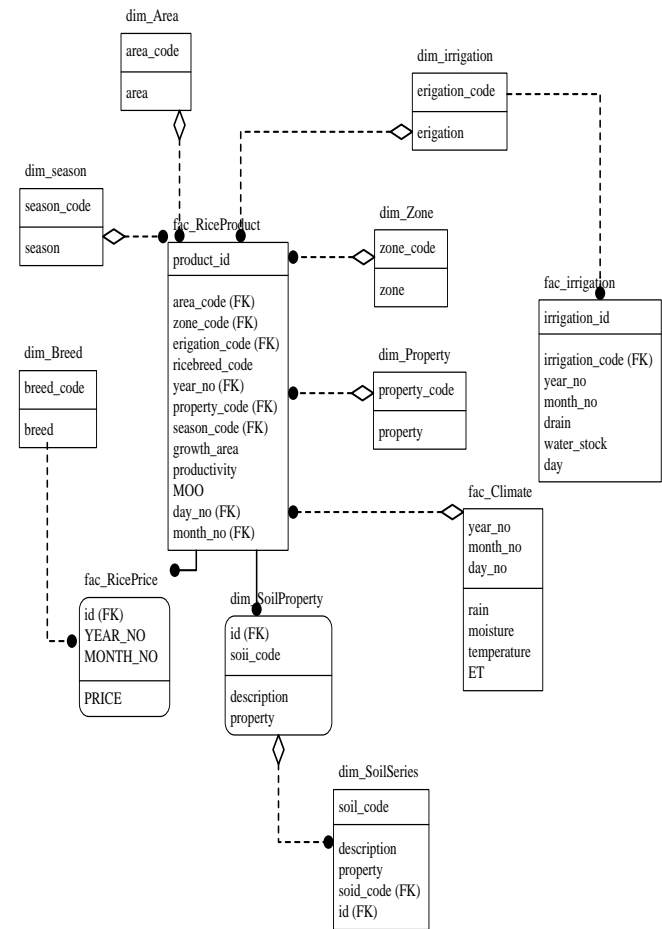 dim_Area
area_code
area
dim_irrigation
erigation_code
erigation
dim_season
season_code
season
fac_RiceProduct
product_id
area_code (FK)
zone_code (FK)
erigation_code (FK)
ricebreed_code
year_no (FK)
property_code (FK)
season_code (FK)
growth_area
productivity
MOO
day_no (FK)
month_no (FK)
dim_Zone
zone_code
zone
fac_irrigation
irrigation_id
irrigation_code (FK)
year_no
month_no
drain
water_stock
day
dim_Breed
breed_code
breed
dim_Property
property_code
property
fac_Climate
year_no
month_no
day_no
rain
moisture
temperature
ET
fac_RicePrice
id (FK)
YEAR_NO
MONTH_NO
PRICE
dim_SoilProperty
id (FK)
soii_code
description
property
dim_SoilSeries
soil_code
description
property
soid_code (FK)
id (FK)